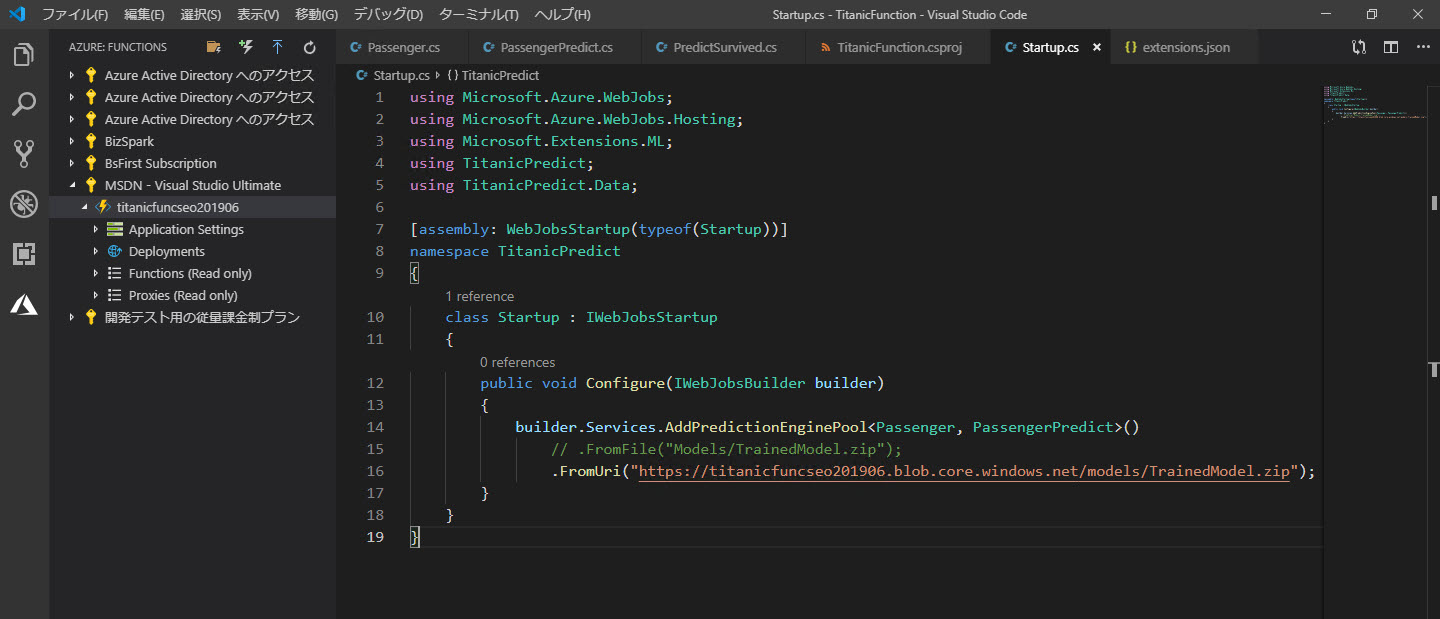 ファイル(F) 編集(E) 選択(S) 表示(V) 移動(G) デバッグ(D) ターミナル(T) ヘルプ(H) Startup.cs - TitanicFunction - Visual Studio Code
AZURE: FUNCTIONS
Azure Active Directory へのアクセス
Azure Active Directory へのアクセス
Azure Active Directory へのアクセス
BizSpark
BsFirst Subscription
MSDN - Visual Studio Ultimate
titanicfuncseo201906
Application Settings
Deployments
Functions (Read only)
Proxies (Read only)
開発テスト用の従量課金制プラン
Passenger.cs PassengerPredict.cs PredictSurvived.cs TitanicFunction.csproj Startup.cs extensions.json
Startup.cs {} TitanicPredict
1 using Microsoft.Azure.WebJobs;
2 using Microsoft.Azure.WebJobs.Hosting;
3 using Microsoft.Extensions.ML;
4 using TitanicPredict;
5 using TitanicPredict.Data;
6
7 [assembly: WebJobsStartup(typeof(Startup))]
8 namespace TitanicPredict
9 {
1 reference
10 class Startup : IWebJobsStartup
11 {
0 references
12 public void Configure(IWebJobsBuilder builder)
13 {
14 builder.Services.AddPredictionEnginePool<Passenger, PassengerPredict>()
15 // .FromFile("Models/TrainedModel.zip");
16 .FromUri("https://titanicfuncseo201906.blob.core.windows.net/models/TrainedModel.zip");
17 }
18 }
19 }